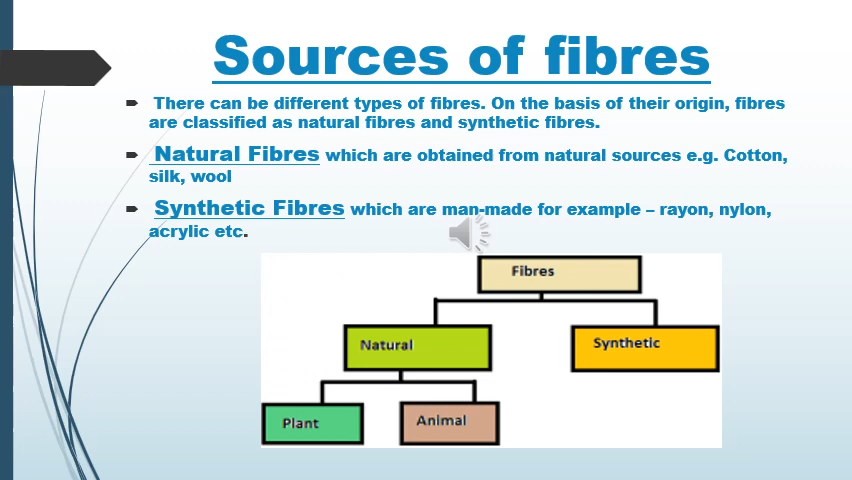 Sources of fibres
There can be different types of fibres. On the basis of their origin, fibres
are classified as natural fibres and synthetic fibres.
Natural Fibres which are obtained from natural sources e.g. Cotton,
silk, wool
Synthetic Fibres which are man-made for example – rayon, nylon,
acrylic etc.
Fibres
Natural
Synthetic
Plant
Animal